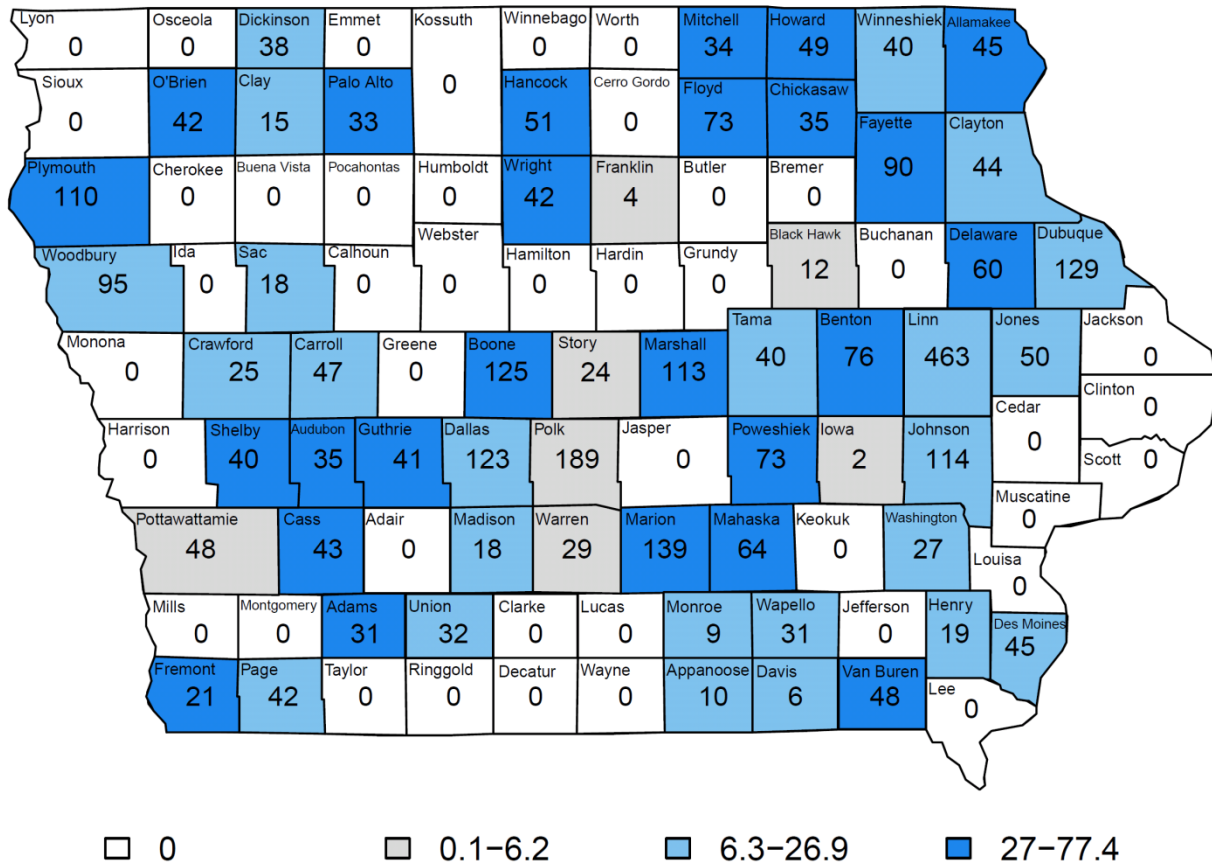 Lyon Osceola Dickinson Emmet Kossuth Winnebago Worth Mitchell Howard Winneshiek Allamakee
0 0 38 0 0 0 34 49 40 45
Sioux O'Brien Clay Palo Alto Hancock Cerro Gordo Floyd Chickasaw
0 42 15 33 0 51 0 73 35
Fayette Clayton
90 44
Plymouth Cherokee Buena Vista Pocahontas Humboldt Wright Franklin Butler Bremer
110 0 0 0 0 42 4 0 0
Woodbury Ida Sac Calhoun Webster Hamilton Hardin Grundy Black Hawk Buchanan Delaware Dubuque
95 0 18 0 0 0 0 0 12 0 60 129
Monona Crawford Carroll Greene Boone Story Marshall Tama Benton Linn Jones Jackson
0 25 47 0 125 24 113 40 76 463 50 0
Clinton
0
Harrison Shelby Audubon Guthrie Dallas Polk Jasper Poweshiek Iowa Johnson Cedar
0 40 35 41 123 189 0 73 2 114 0
Scott 0
Muscatine
0
Pottawattamie Cass Adair Madison Warren Marion Mahaska Keokuk Washington
48 43 0 18 29 139 64 0 27
Louisa
0
Mills Montgomery Adams Union Clarke Lucas Monroe Wapello Jefferson Henry Des Moines
0 0 31 32 0 0 9 31 0 19 45
Fremont Page Taylor Ringgold Decatur Wayne Appanoose Davis Van Buren Lee
21 42 0 0 0 0 10 6 48 0
0 0.1−6.2 6.3−26.9 27−77.4